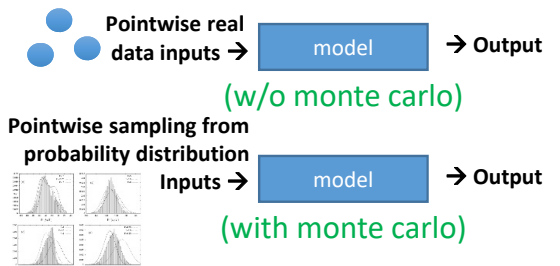 Pointwise real
data inputs →
model
→ Output
(w/o monte carlo)
Pointwise sampling from
probability distribution
Inputs →
model
→ Output
(with monte carlo)